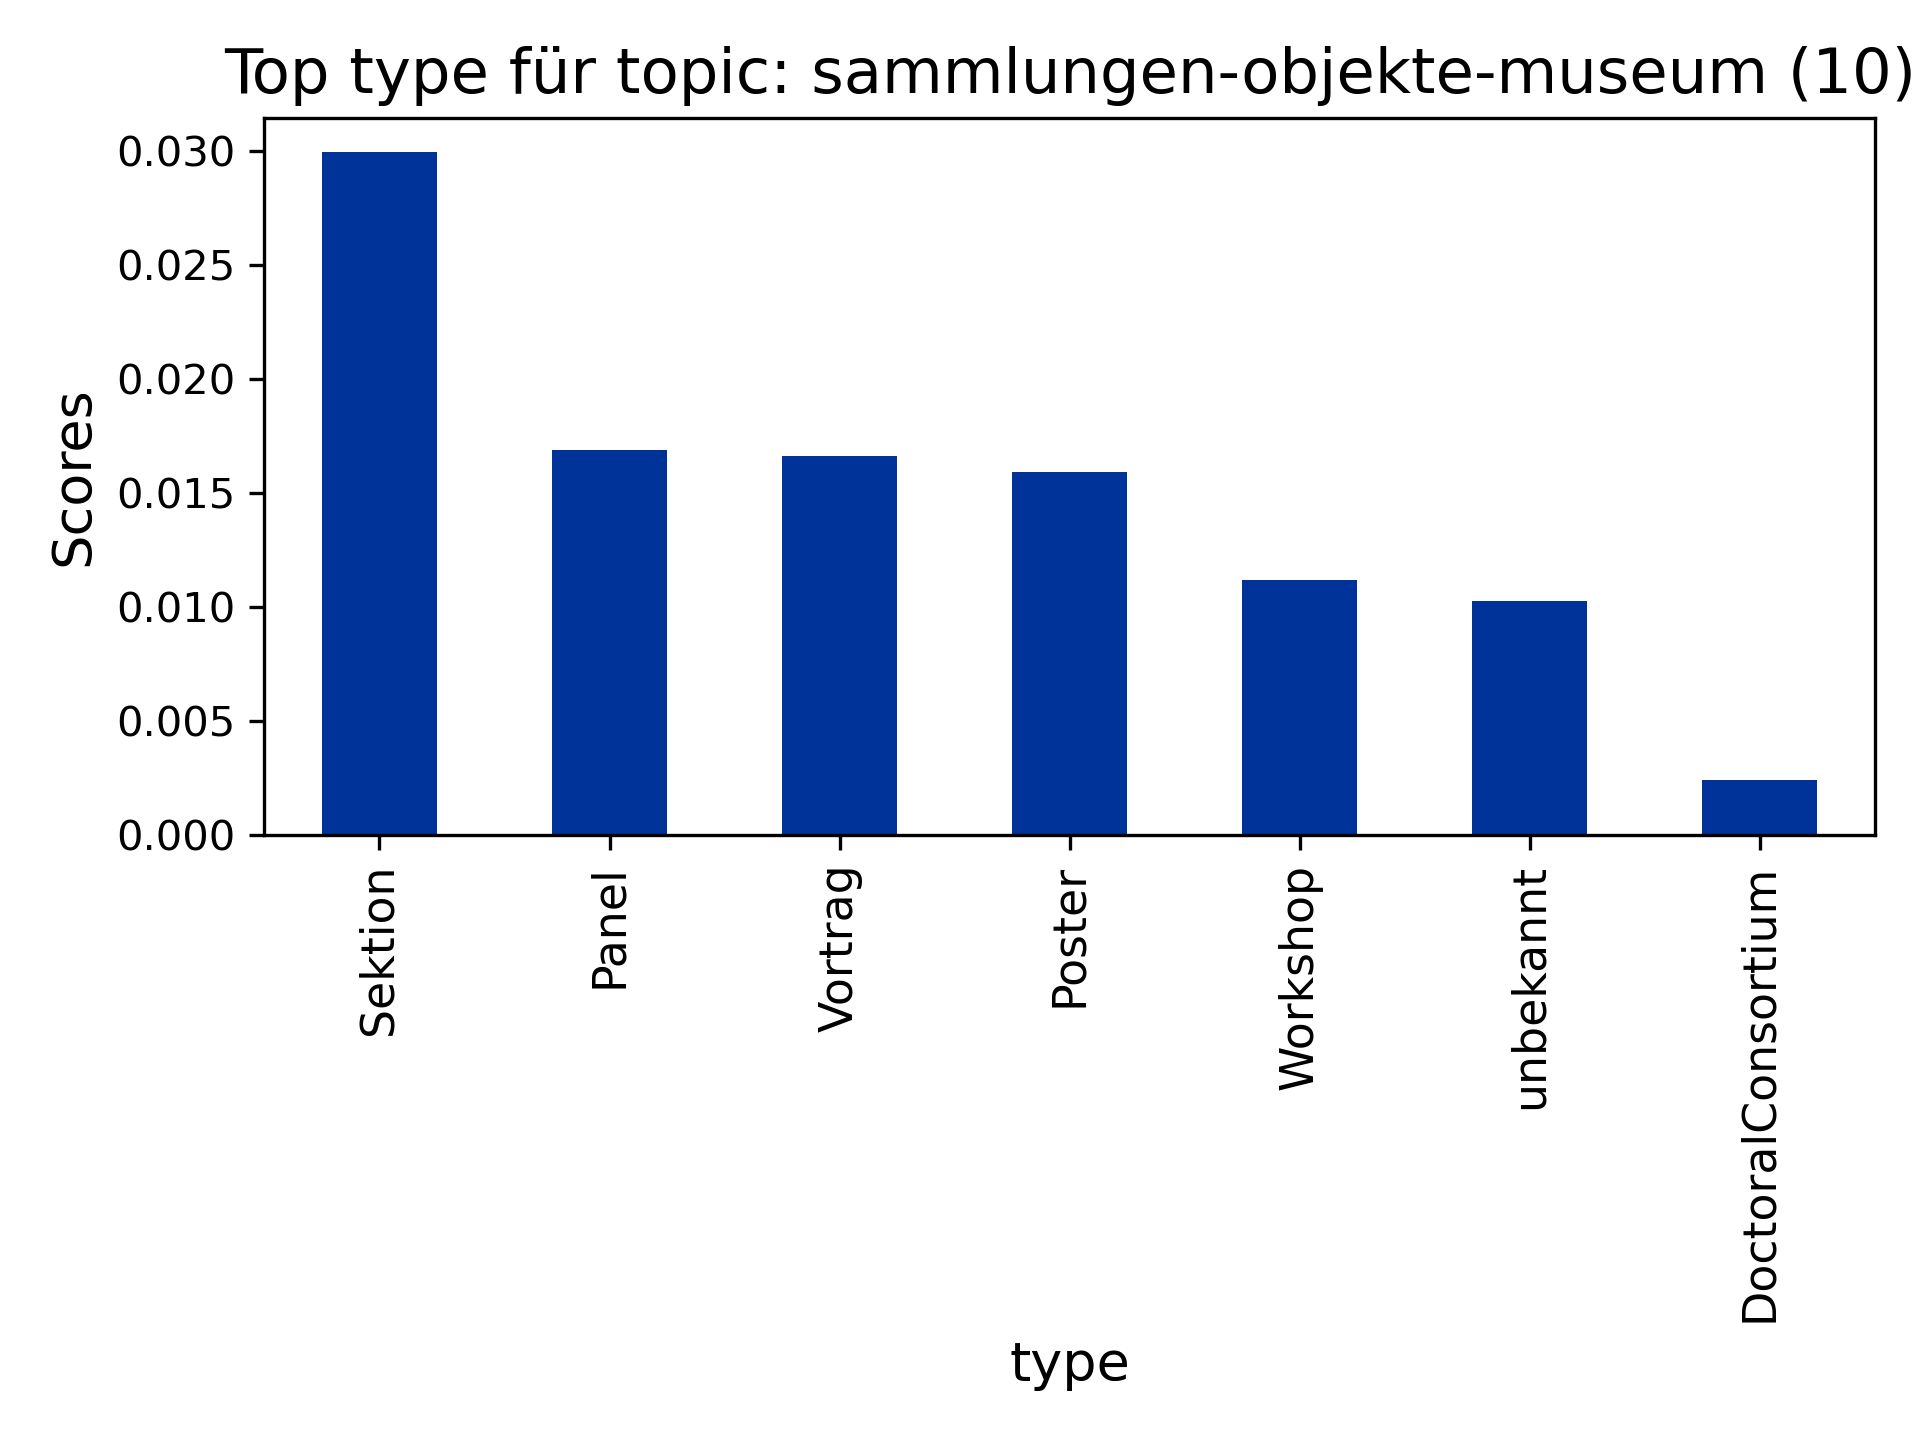 Top type für topic: sammlungen-objekte-museum (10)
Scores
0.030
0.025
0.020
0.015
0.010
0.005
0.000
Sektion
Panel
Vortrag
Poster
Workshop
unbekannt
DoctoralConsortium
type